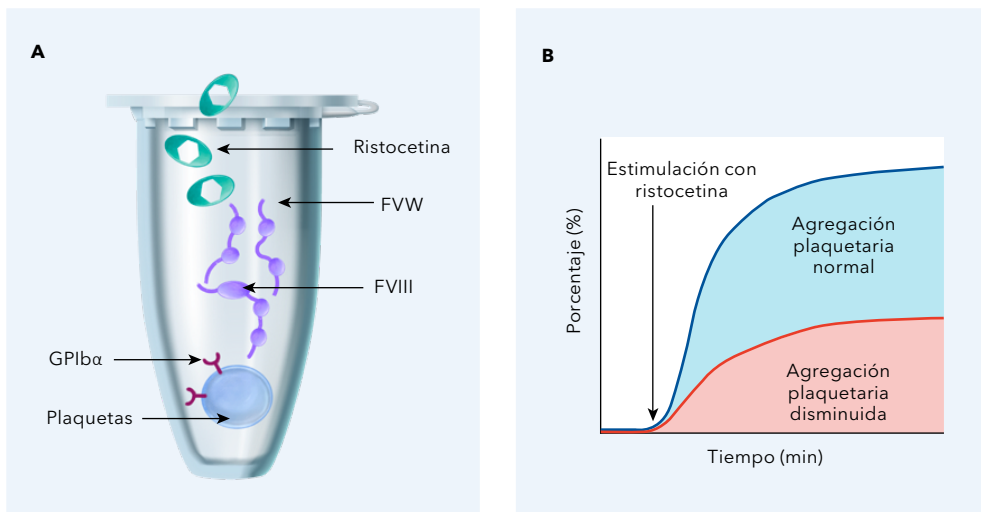 A
Ristocetina
FVW
FVIII
GPIbα
Plaquetas
B
Estimulación con
ristocetina
Agregación
plaquetaria
normal
Agregación
plaquetaria
disminuida
Porcentaje (%)
Tiempo (min)